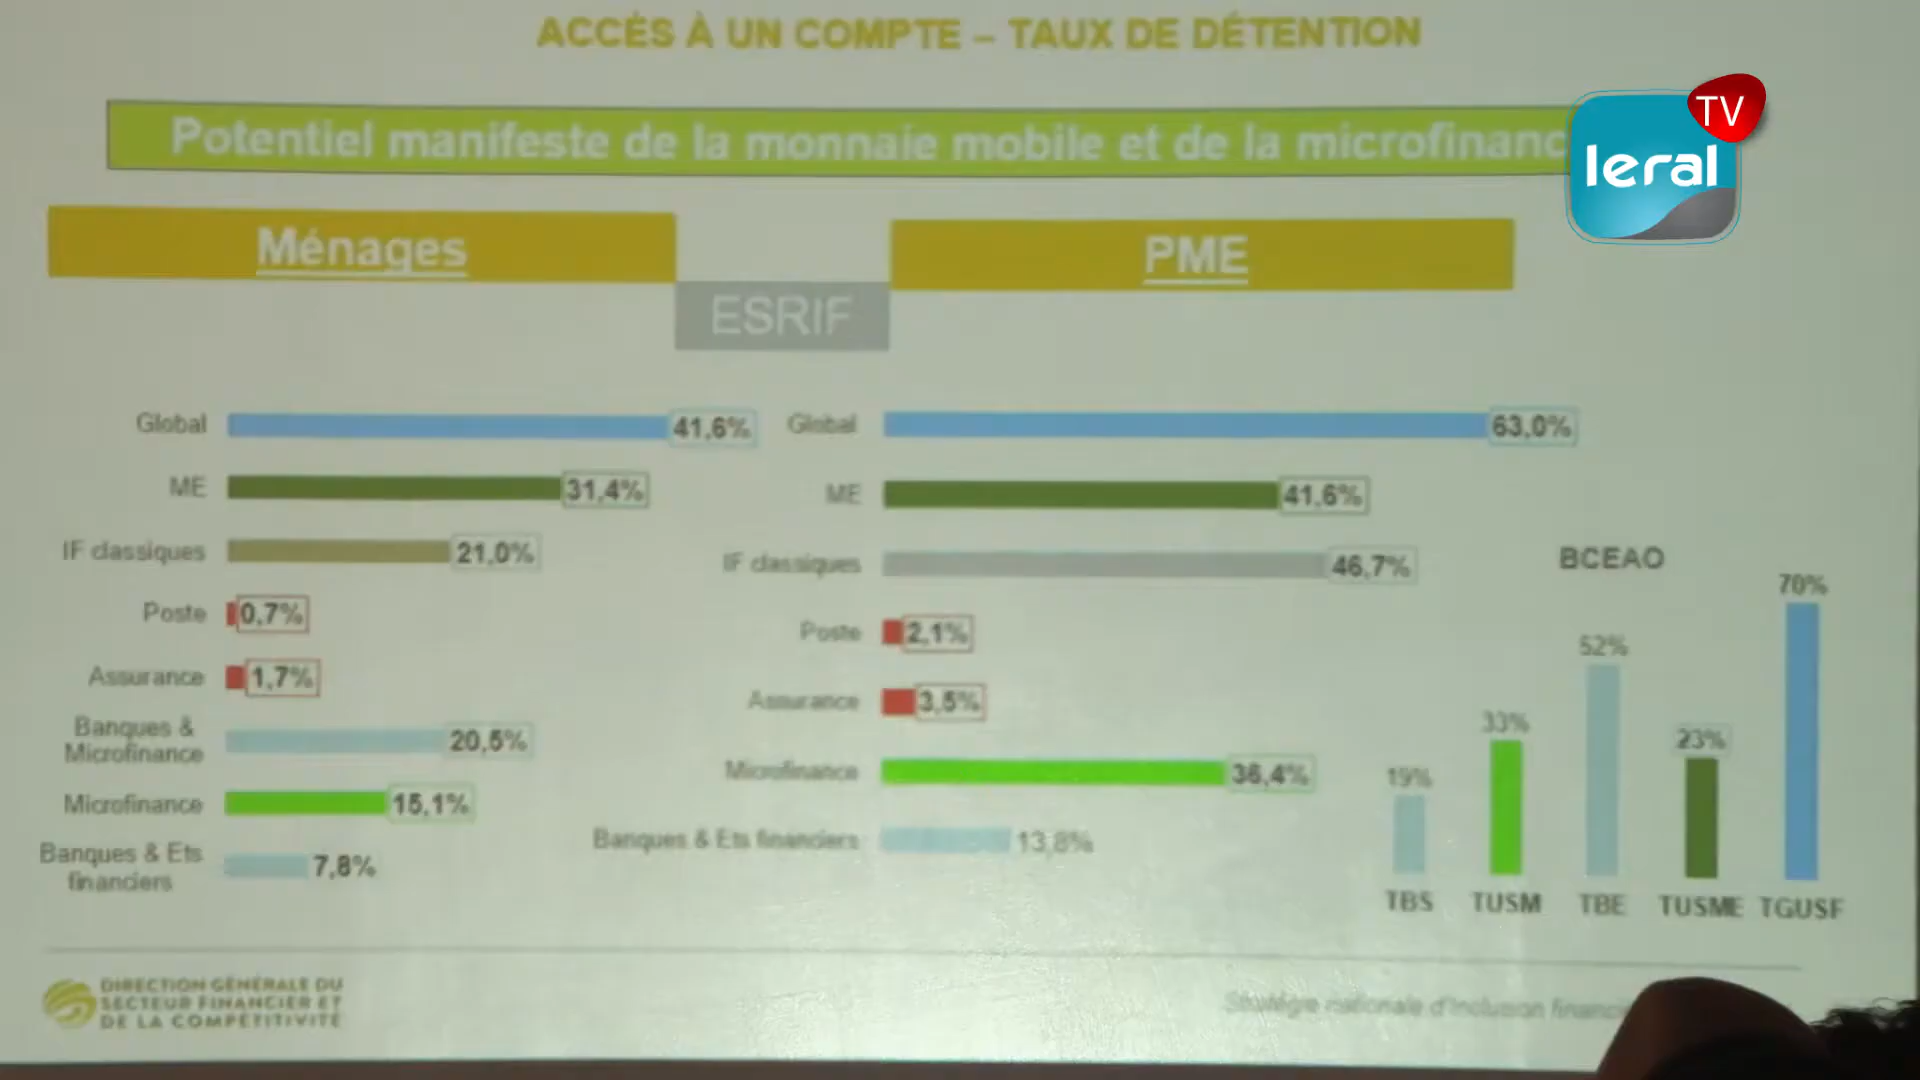 ACCÉS À UN COMPTE – TAUX DE DÉTENTION
Potentiel manifeste de la monnaie mobile et de la
TV
leral
Ménages
PME
ESRIF
Global
41,6%
ME
31,4%
IF classiques
21,0%
Poste
0,7%
Assurance
1,7%
Banques &
Microfinance
20,5%
Microfinance
15,1%
Banques & Ets
financiers
7,8%
Global
63,0%
ME
41,6%
IF classiques
46,7%
Poste
2,1%
Assurance
3,5%
Microfinance
36,4%
Banques & Ets financiers
13,8%
BCEAO
19%
33%
52%
23%
70%
TBS
TUSM
TBE
TUSME
TGUSF
DIRECTION GÉNÉRALE DU
SECTEUR FINANCIER ET
DE LA COMPÉTITIVITÉ
Stratégie nationale d'inclusion